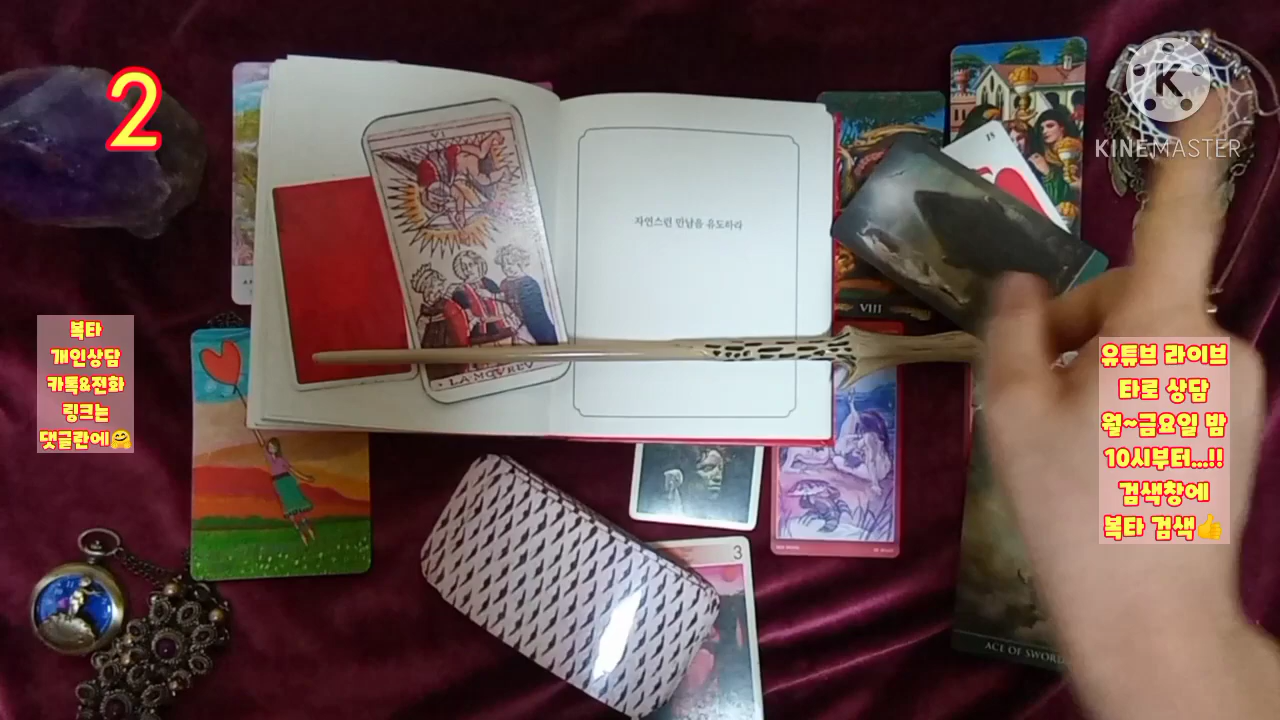 2
KINEMASTER
VI
자연스런 만남을 유도하라
LAMOVREV
18
VIII
3
ACE OF SWORD
복타
개인상담
카톡&전화
링크는
댓글란에🤗
유튜브 라이브
타로 상담
월~금요일 밤
10시부터...!!
검색창에
복타 검색👍